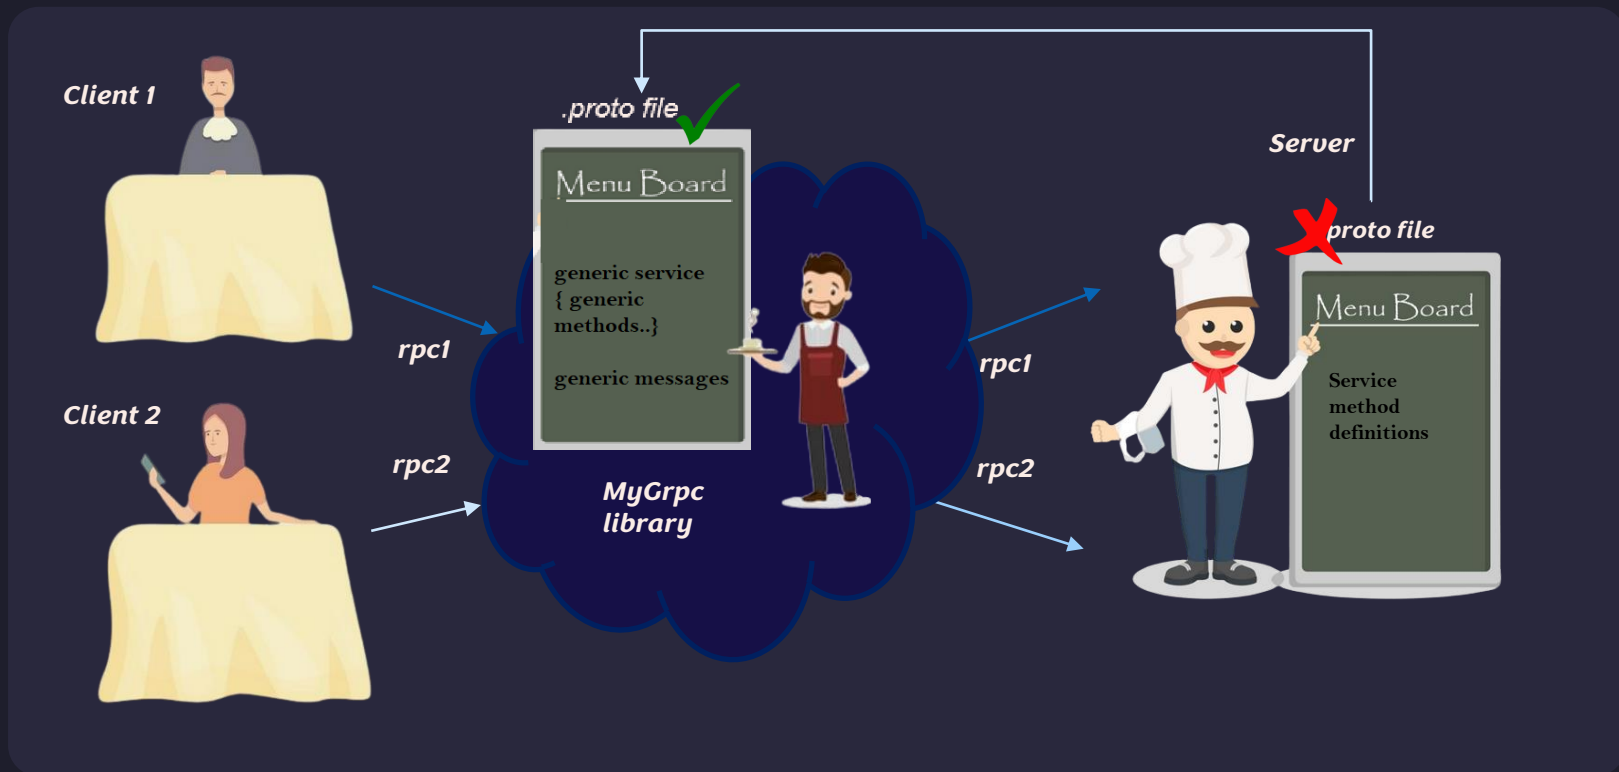 Client 1
.proto file
Menu Board
generic service
{ generic
methods..}
generic messages
rpc1
Client 2
rpc2
MyGrpc
library
rpc1
rpc2
Server
proto file
Menu Board
Service
method
definitions